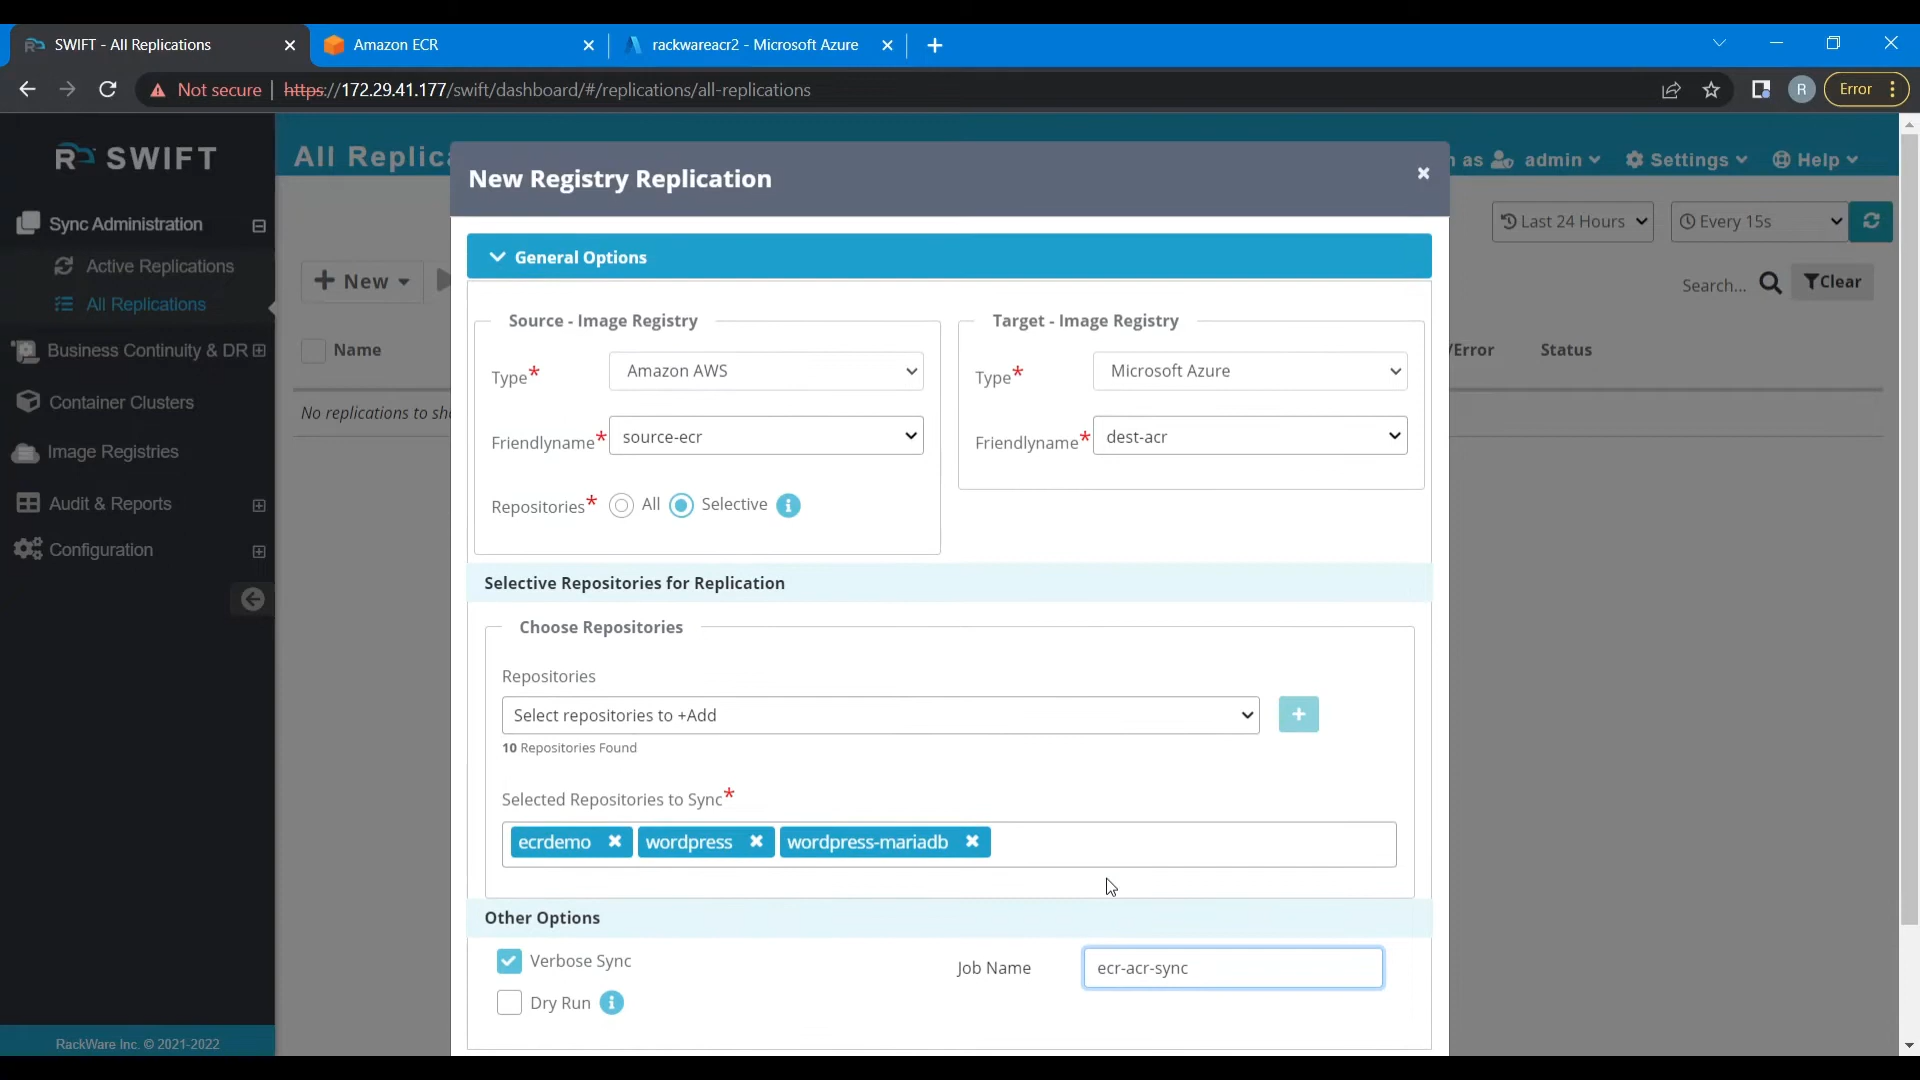 SWIFT - All Replications
Amazon ECR
rackwareacr2 - Microsoft Azure
Not secure
https://172.29.41.177/swift/dashboard/#/replications/all-replications
R
Error
SWIFT
All Replica
n as admin
Settings
Help
New Registry Replication
Sync Administration
Active Replications
All Replications
Business Continuity & DR
Container Clusters
Image Registries
Audit & Reports
Configuration
RackWare Inc. © 2021-2022
Last 24 Hours
Every 15s
New
Search...
Clear
Name
/Error
Status
No replications to sh
General Options
Source - Image Registry
Type*
Amazon AWS
Friendlyname*
source-ecr
Repositories*
All
Selective
Target - Image Registry
Type*
Microsoft Azure
Friendlyname*
dest-acr
Selective Repositories for Replication
Choose Repositories
Repositories
Select repositories to +Add
10 Repositories Found
Selected Repositories to Sync*
ecrdemo
wordpress
wordpress-mariadb
Other Options
Verbose Sync
Dry Run
Job Name
ecr-acr-sync